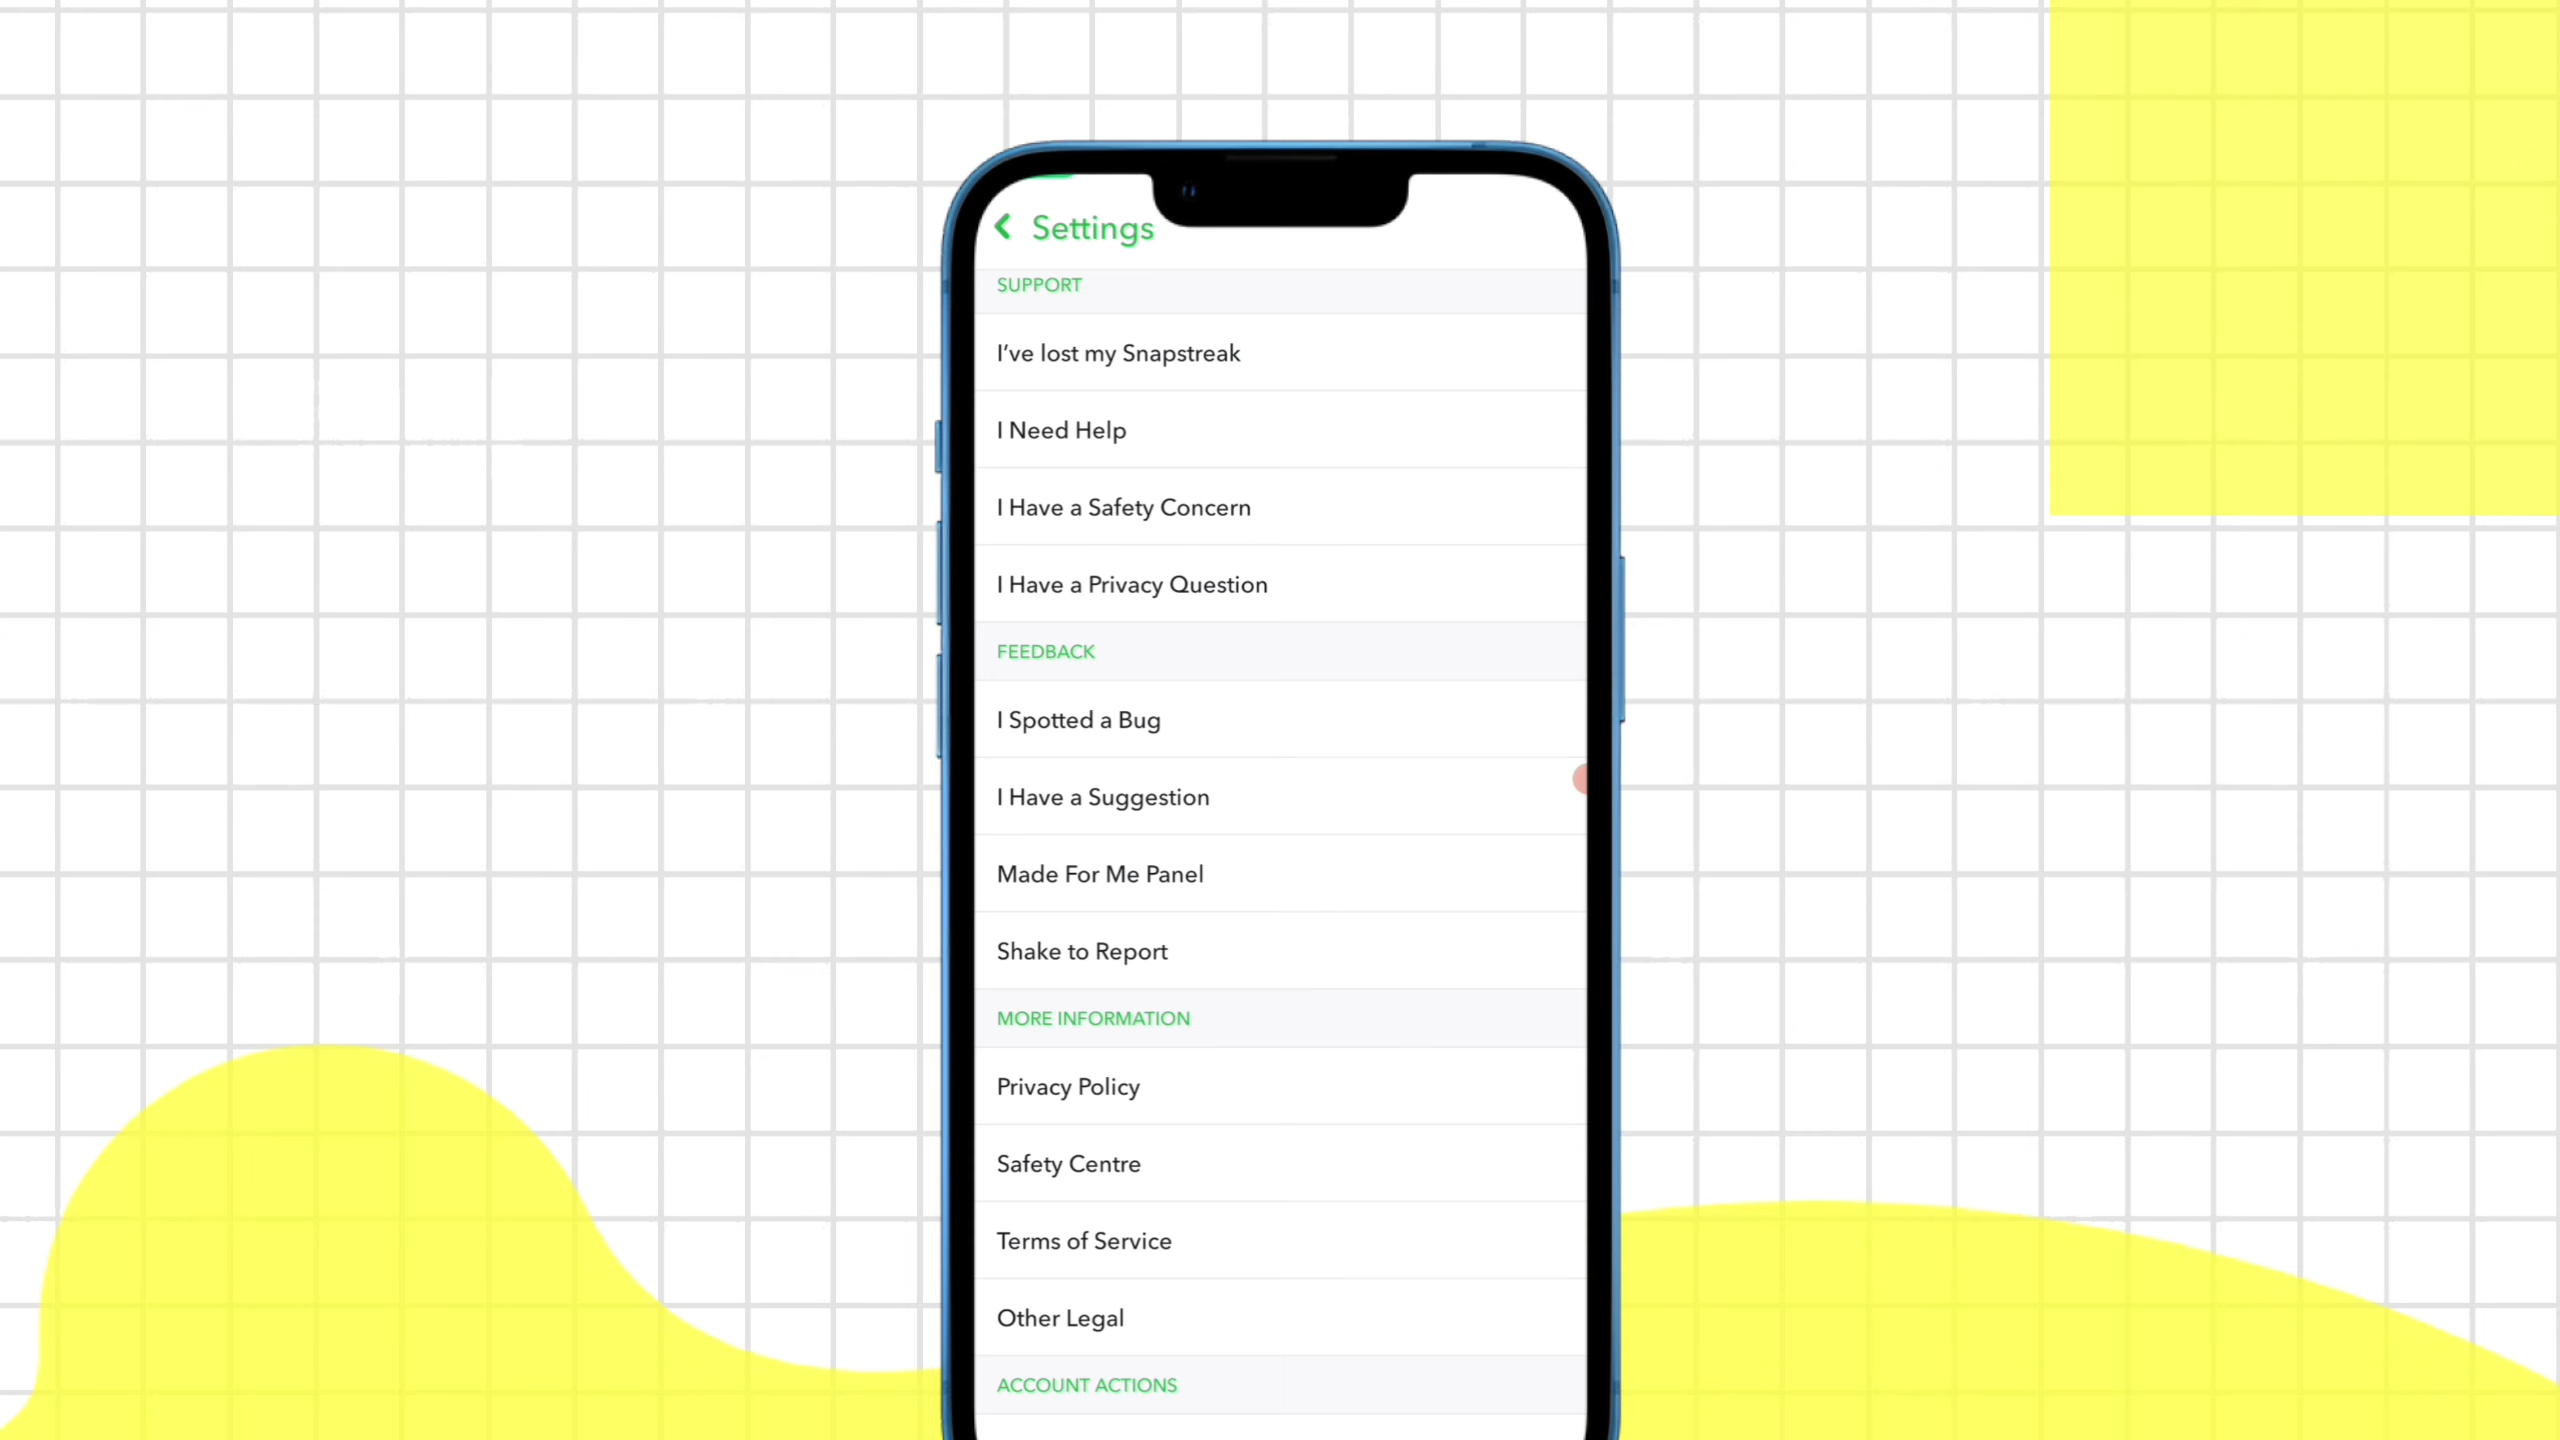 Settings
SUPPORT
I've lost my Snapstreak
I Need Help
I Have a Safety Concern
I Have a Privacy Question
FEEDBACK
I Spotted a Bug
I Have a Suggestion
Made For Me Panel
Shake to Report
MORE INFORMATION
Privacy Policy
Safety Centre
Terms of Service
Other Legal
ACCOUNT ACTIONS